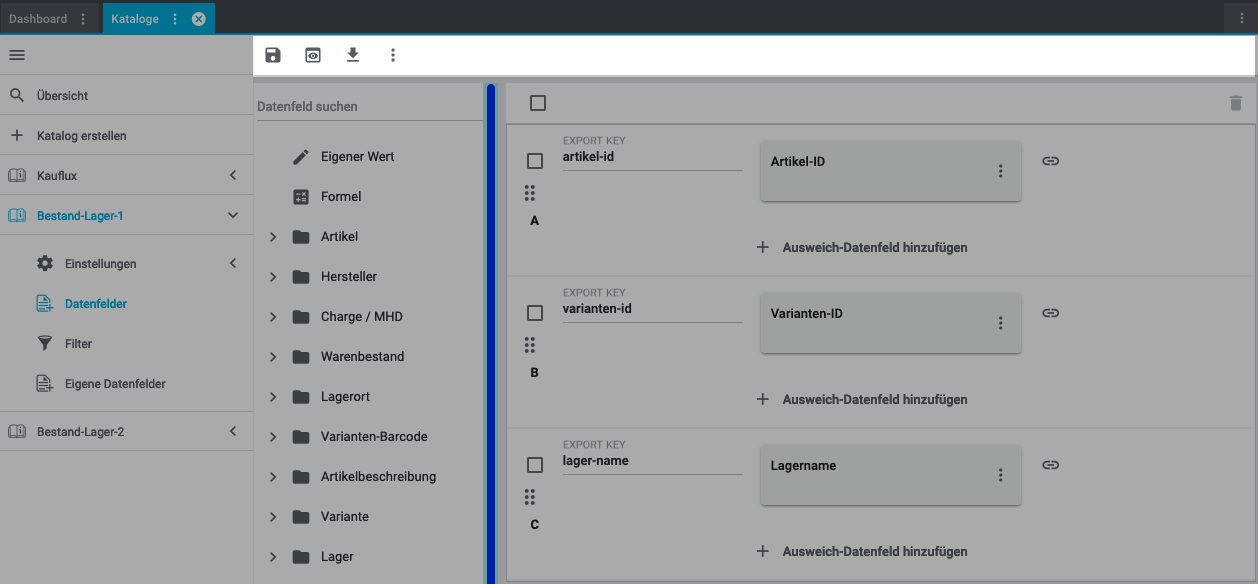 Dashboard
Kataloge
Übersicht
Katalog erstellen
Kauflux
Bestand-Lager-1
Einstellungen
Datenfelder
Filter
Eigene Datenfelder
Bestand-Lager-2
Datenfeld suchen
Eigener Wert
Formel
Artikel
Hersteller
Charge / MHD
Warenbestand
Lagerort
Varianten-Barcode
Artikelbeschreibung
Variante
Lager
EXPORT KEY
artikel-id
Artikel-ID
A
Ausweich-Datenfeld hinzufügen
EXPORT KEY
varianten-id
Varianten-ID
B
Ausweich-Datenfeld hinzufügen
EXPORT KEY
lager-name
Lagername
C
Ausweich-Datenfeld hinzufügen